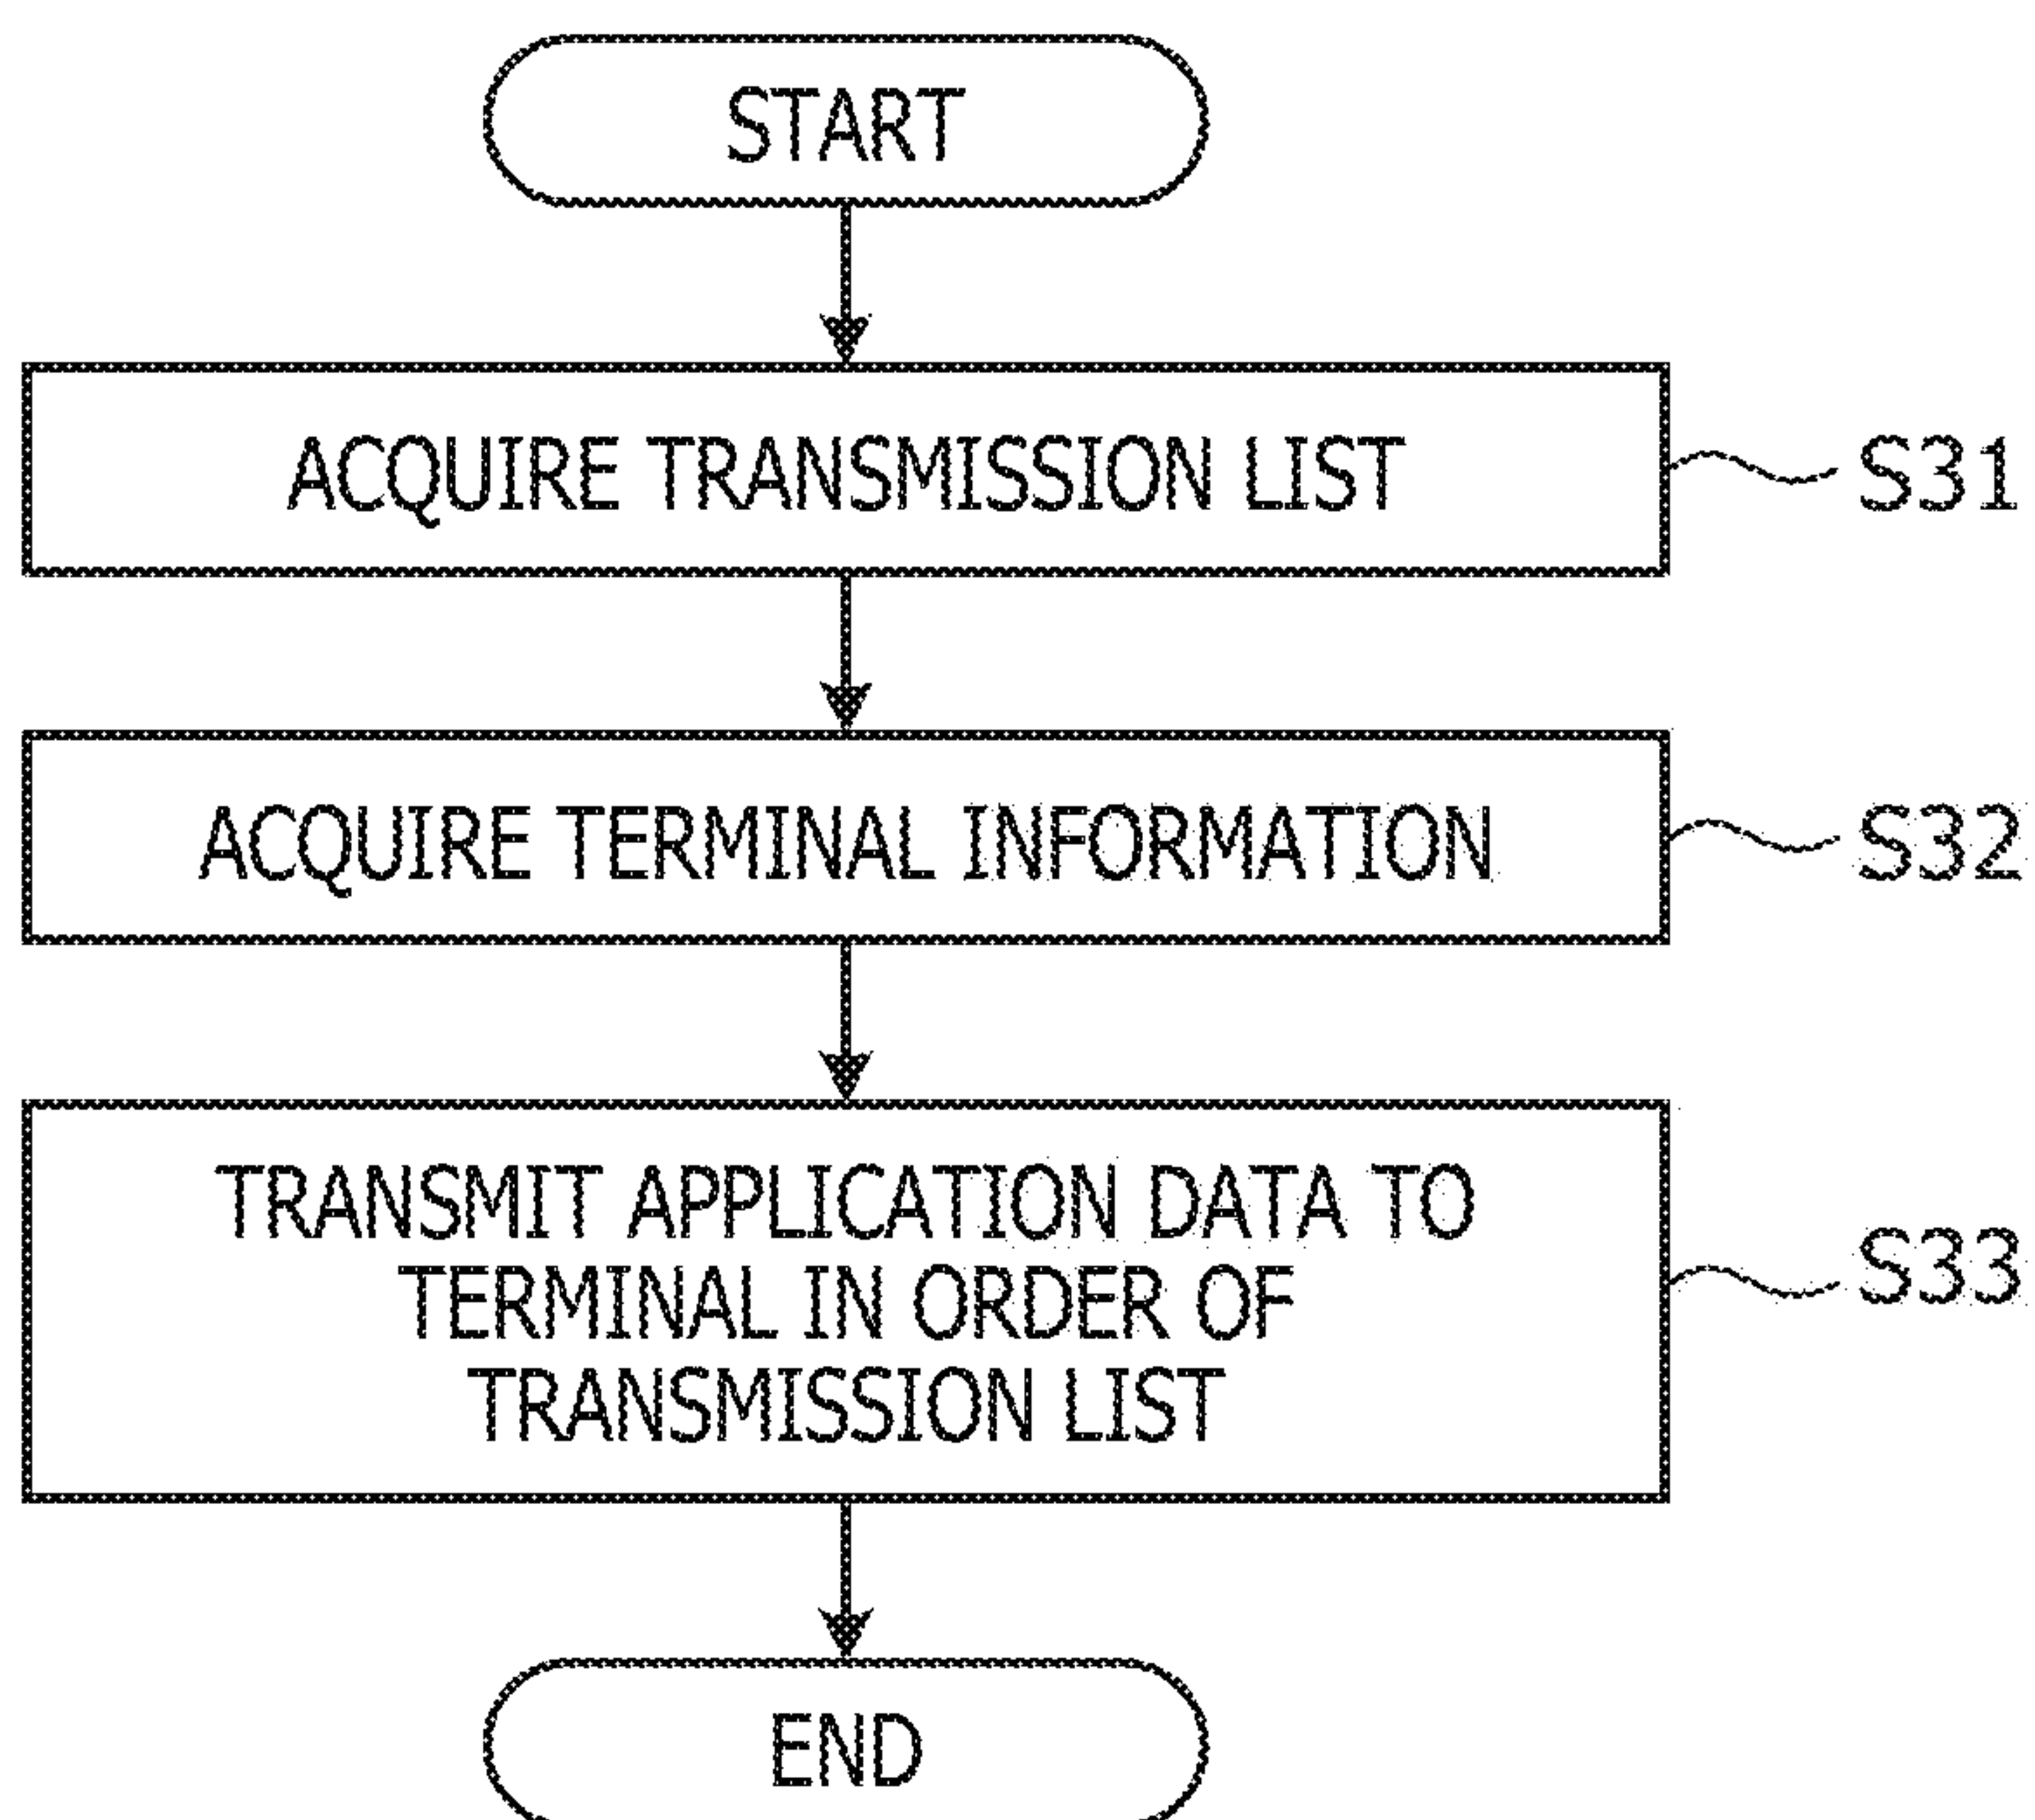 START
ACQUIRE TRANSMISSION LIST
S31
ACQUIRE TERMINAL INFORMATION
S32
TRANSMIT APPLICATION DATA TO
TERMINAL IN ORDER OF
TRANSMISSION LIST
S33
END